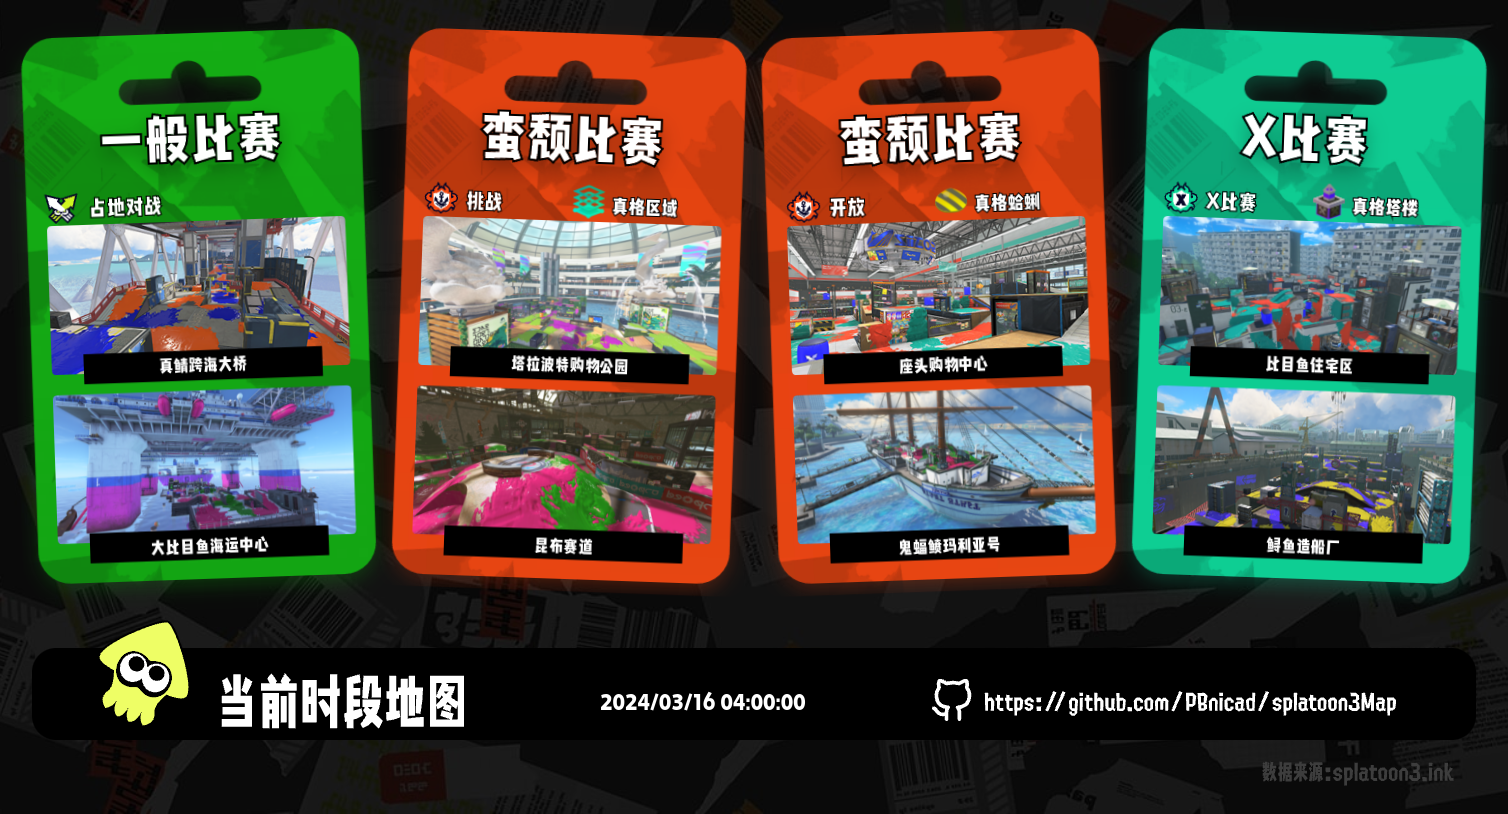 一般比赛
占地对战
真鲷跨海大桥
大比目鱼海运中心
蛮颓比赛
挑战
真格区域
塔拉波特购物公园
昆布赛道
蛮颓比赛
开放
真格蛤蜊
座头购物中心
鬼蝠鲼玛利亚号
X比赛
X比赛
真格塔楼
比目鱼住宅区
鲟鱼造船厂
当前时段地图
2024/03/16 04:00:00
https://github.com/PBnicad/splatoon3Map
数据来源:splatoon3.ink